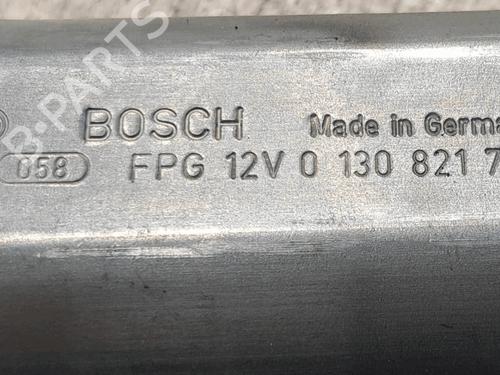 BOSCH Made in Germa
058 FPG 12V 0 130 821 7
B-PARTS